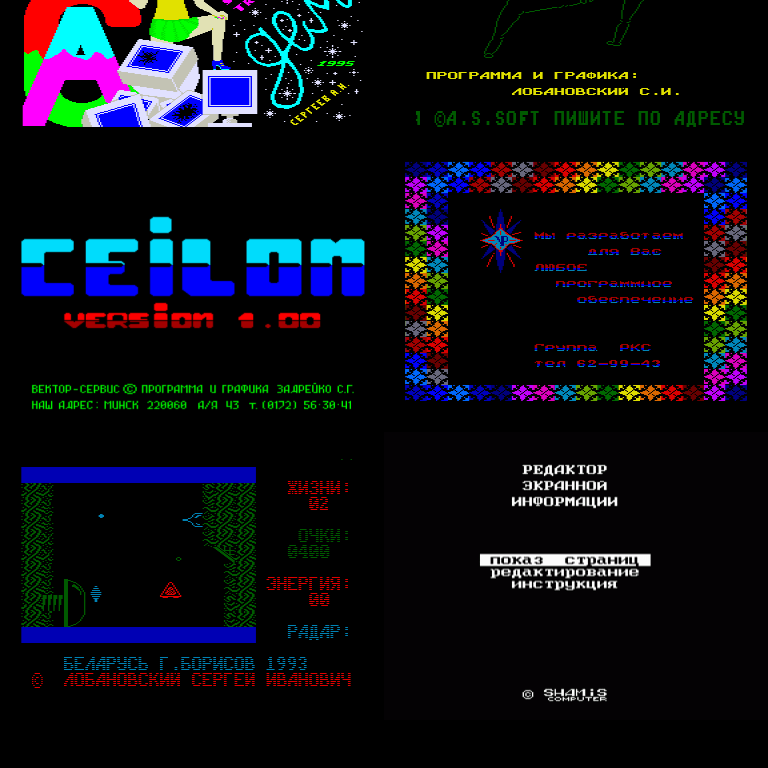 1995
СЕРГЕЕВ А.Н.
ПРОГРАММА И ГРАФИКА:
ЛОБАНОВСКИЙ С.И.
©A.S.SOFT ПИШИТЕ ПО АДРЕСУ
CEILON
VERSION 1.00
ВЕКТОР-СЕРВИС © ПРОГРАММА И ГРАФИКА ЗАДРЕЙКО С.Г.
НАШ АДРЕС: МИНСК 220060 А/Я 43 т.(0172) 56-30-41
Мы разработаем
для Вас
ЛЮБОЕ
программное
обеспечение
Группа РКС
тел 62-99-43
ЖИЗНИ:
02
ОЧКИ:
0400
ЭНЕРГИЯ:
00
РАДАР:
БЕЛАРУСЬ Г.БОРИСОВ 1993
© ЛОБАНОВСКИЙ СЕРГЕЙ ИВАНОВИЧ
РЕДАКТОР
ЭКРАННОЙ
ИНФОРМАЦИИ
показ страниц
редактирование
инструкция
© SHAMIS
COMPUTER